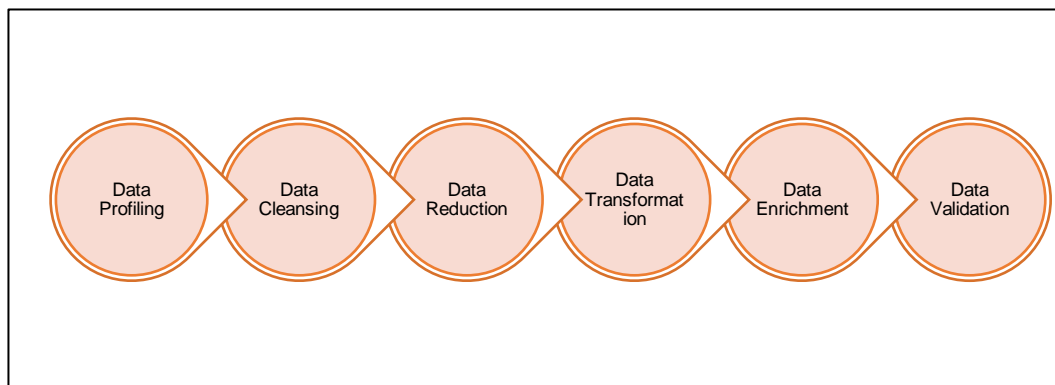 Data
Profiling
Data
Cleansing
Data
Reduction
Data
Transformat
ion
Data
Enrichment
Data
Validation